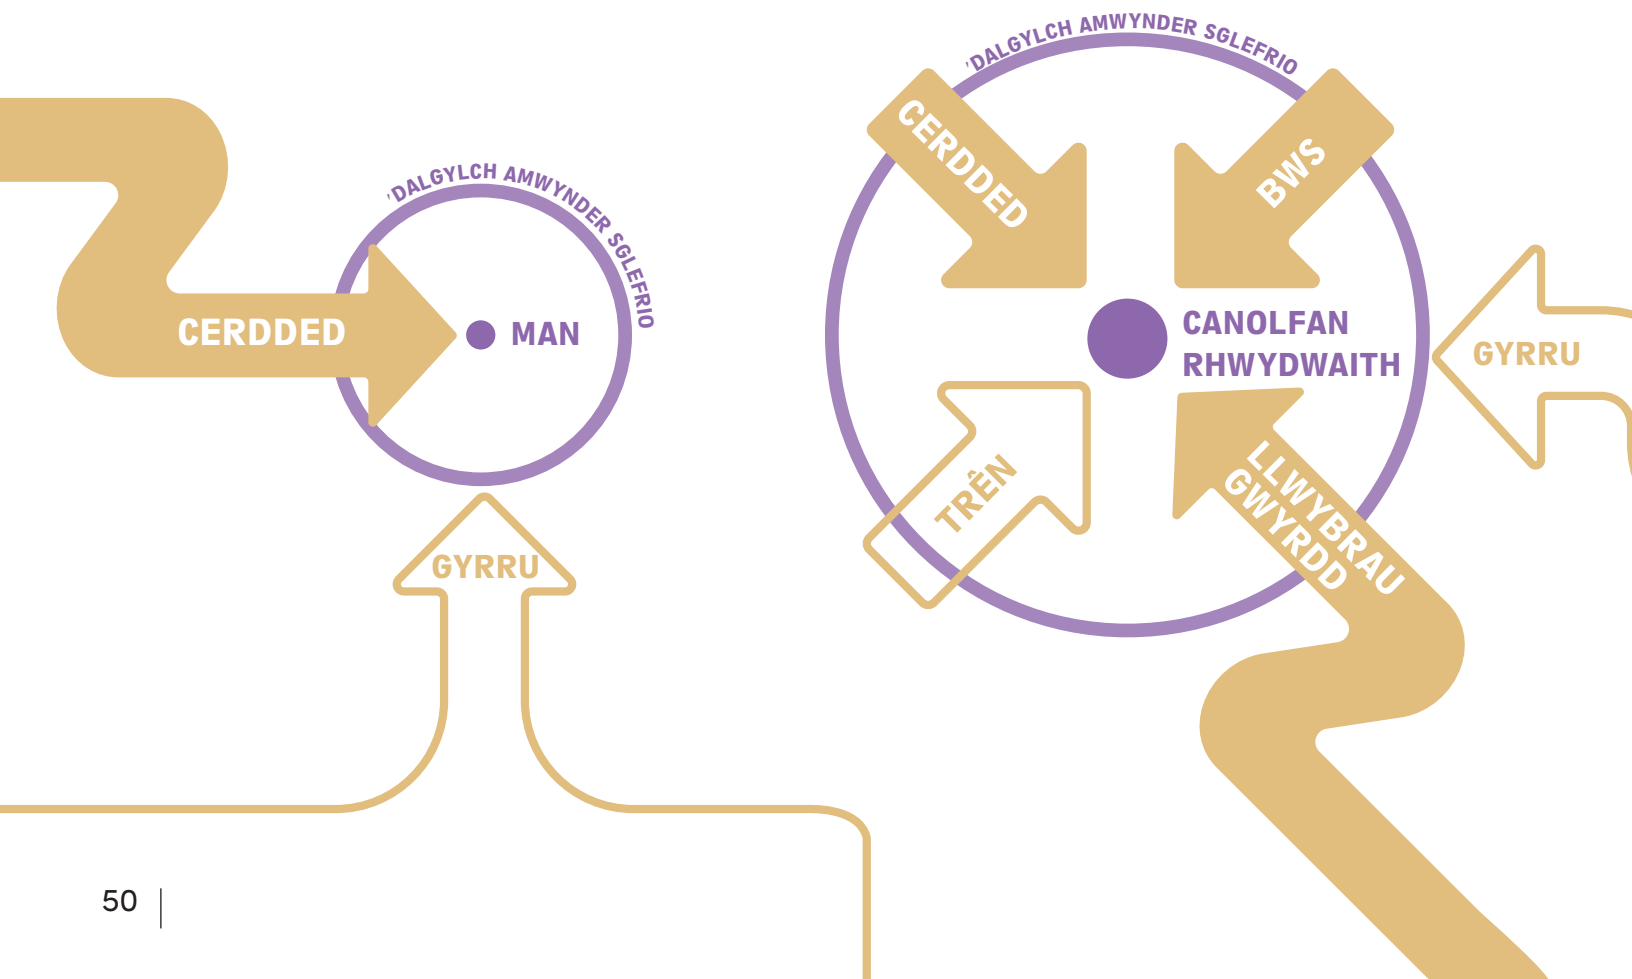 'DALGYLCH AMWYNDER SGLEFRIO
CERDDED
MAN
GYRRU
'DALGYLCH AMWYNDER SGLEFRIO
CERDDED
BWS
CANOLFAN
RHWYDWAITH
GYRRU
TRÊN
LLWYBRAU
GWYRDD
50